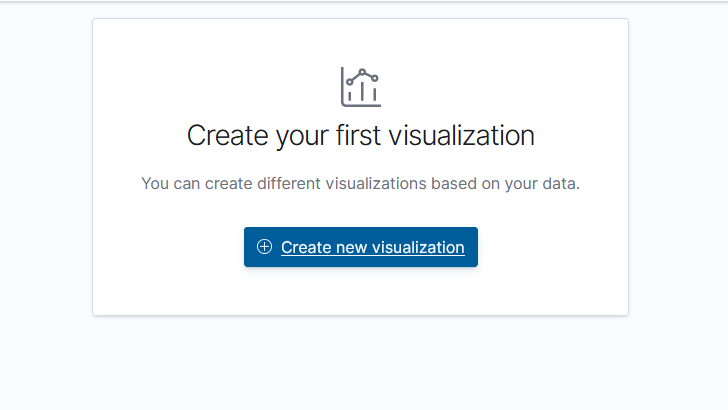 Create your first visualization
You can create different visualizations based on your data.
Create new visualization